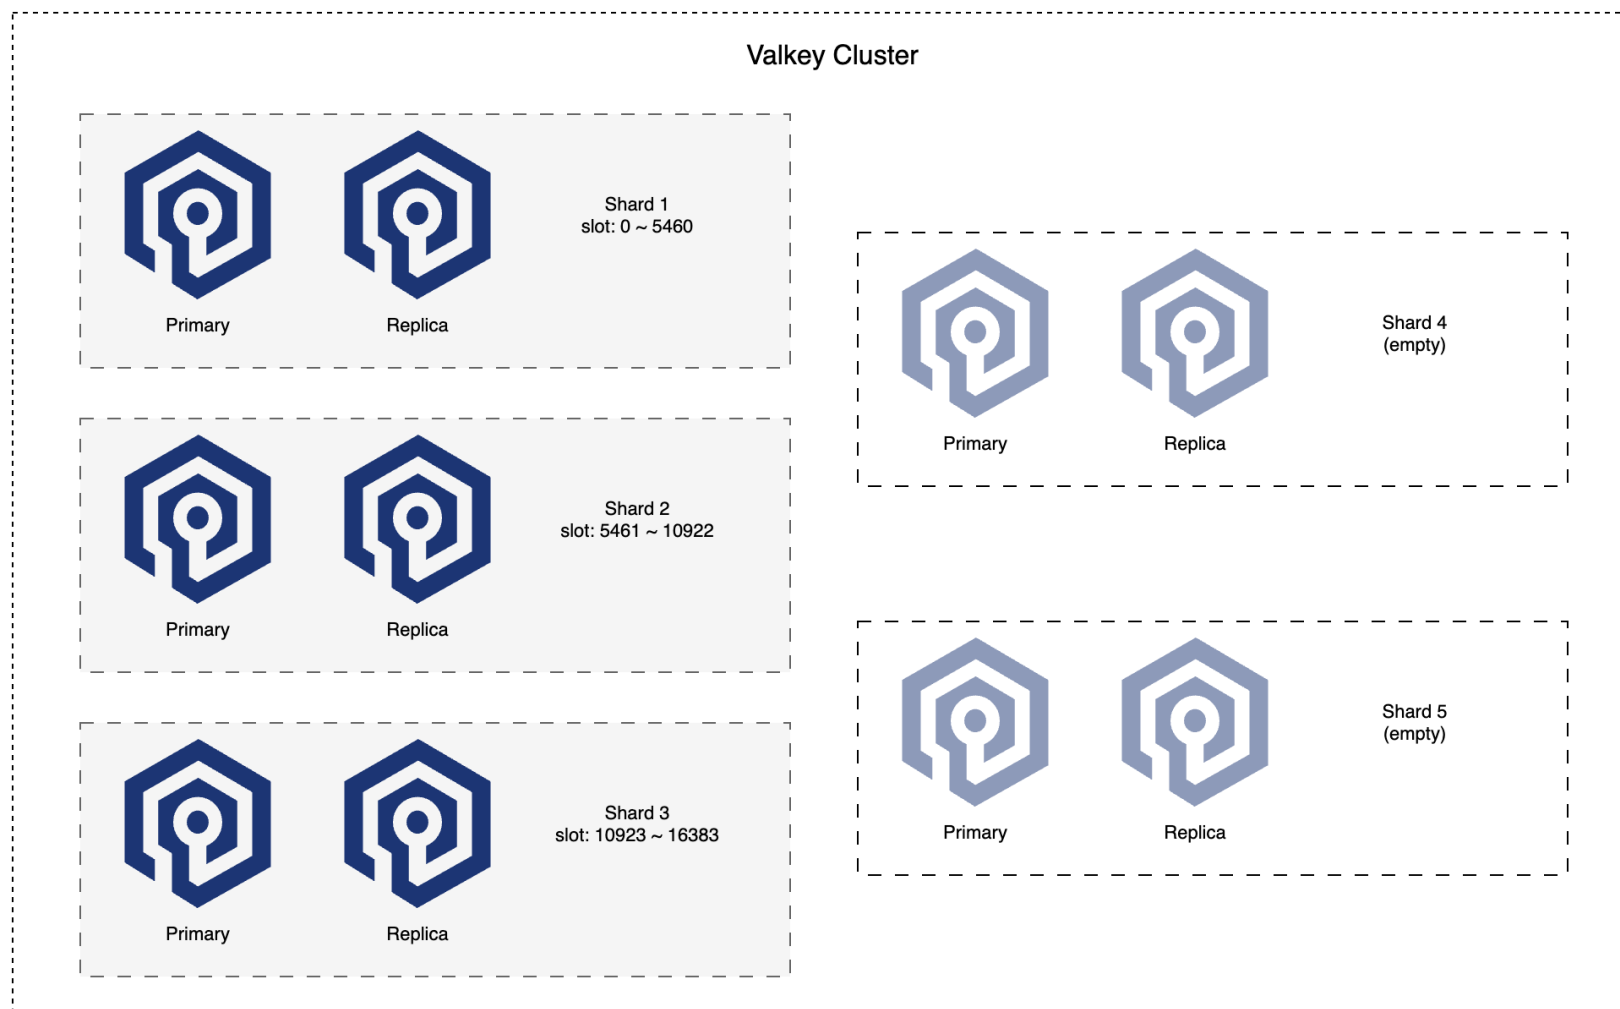 Valkey Cluster
Shard 1
slot: 0 ~ 5460
Primary
Replica
Shard 2
slot: 5461 ~ 10922
Primary
Replica
Shard 3
slot: 10923 ~ 16383
Primary
Replica
Shard 4
(empty)
Primary
Replica
Shard 5
(empty)
Primary
Replica